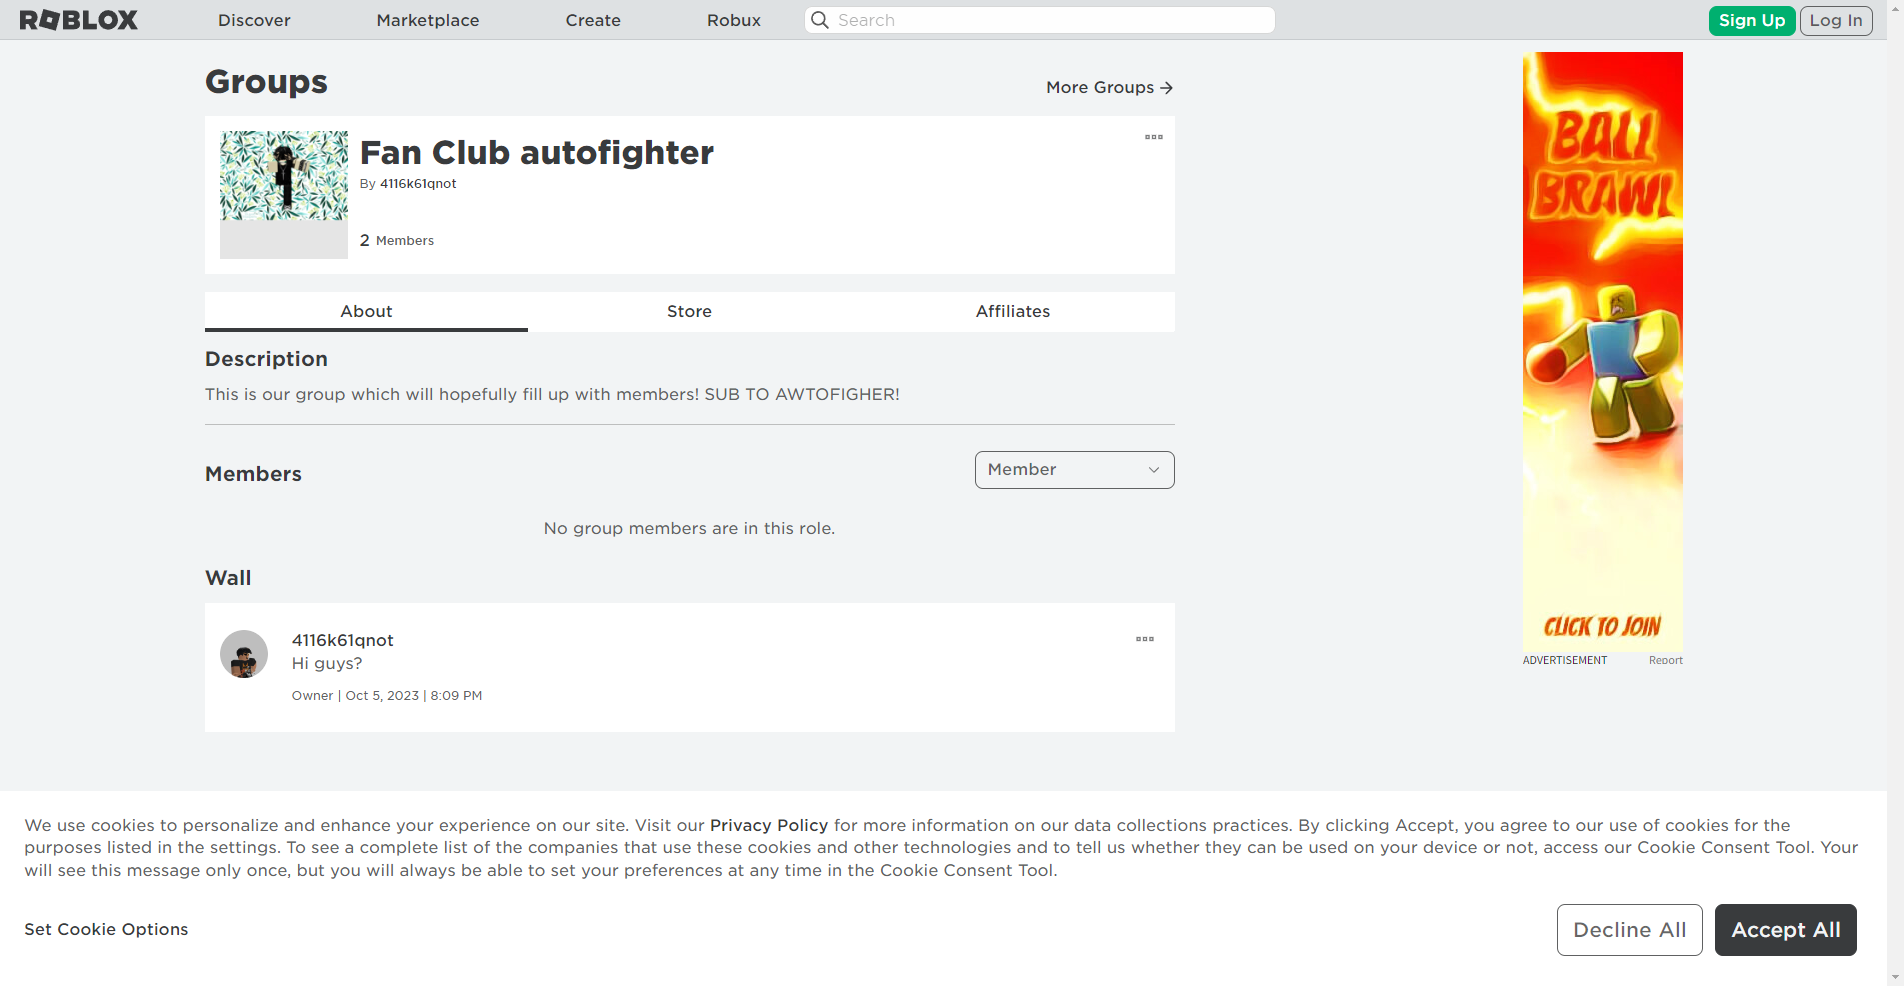 ROBLOX
Discover
Marketplace
Create
Robux
Search
Sign Up
Log In
Groups
More Groups
Fan Club autofighter
By 4116k61qnot
2 Members
About
Store
Affiliates
Description
This is our group which will hopefully fill up with members! SUB TO AWTOFIGHER!
Members
Member
No group members are in this role.
Wall
4116k61qnot
Hi guys?
Owner | Oct 5, 2023 | 8:09 PM
BALL
BRAWL
CLICK TO JOIN
ADVERTISEMENT
Report
We use cookies to personalize and enhance your experience on our site. Visit our Privacy Policy for more information on our data collections practices. By clicking Accept, you agree to our use of cookies for the
purposes listed in the settings. To see a complete list of the companies that use these cookies and other technologies and to tell us whether they can be used on your device or not, access our Cookie Consent Tool. Your
will see this message only once, but you will always be able to set your preferences at any time in the Cookie Consent Tool.
Set Cookie Options
Decline All
Accept All